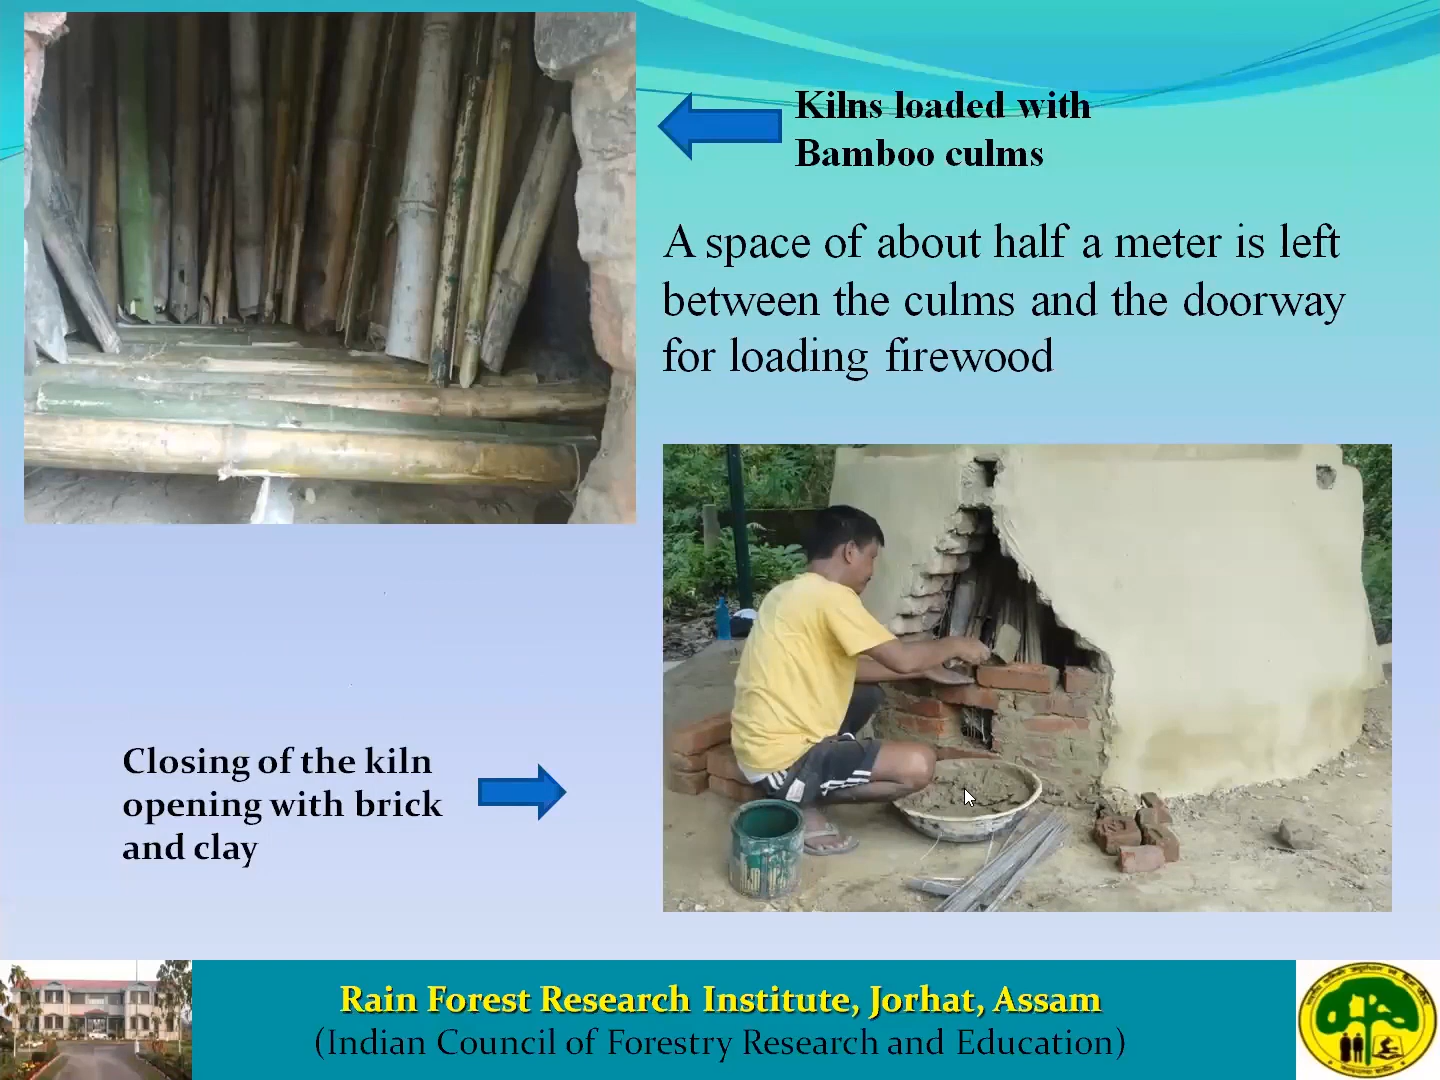 Kilns loaded with
Bamboo culms
A space of about half a meter is left
between the culms and the doorway
for loading firewood
Closing of the kiln
opening with brick
and clay
Rain Forest Research Institute, Jorhat, Assam
(Indian Council of Forestry Research and Education)